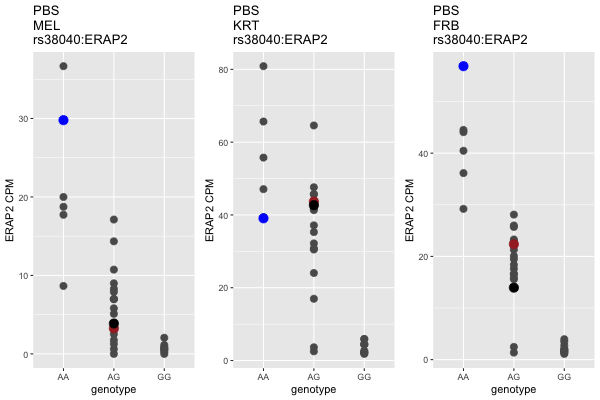 PBS
MEL
rs38040:ERAP2
ERAP2 CPM
30
20
10
0
AA
AG
GG
genotype
PBS
KRT
rs38040:ERAP2
ERAP2 CPM
80
60
40
20
0
AA
AG
GG
genotype
PBS
FRB
rs38040:ERAP2
ERAP2 CPM
40
20
0
AA
AG
GG
genotype